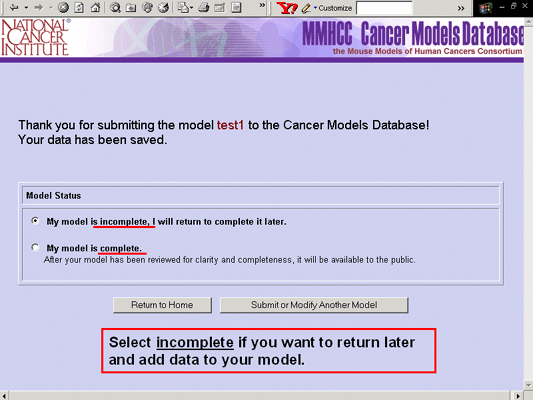 Customize
NATIONAL
CANCER
INSTITUTE
MMHCC Cancer Models Database
the Mouse Models of Human Cancers Consortium
Thank you for submitting the model test1 to the Cancer Models Database!
Your data has been saved.
Model Status
My model is incomplete, I will return to complete it later.
My model is complete.
After your model has been reviewed for clarity and completeness, it will be available to the public.
Return to Home
Submit or Modify Another Model
Select incomplete if you want to return later
and add data to your model.